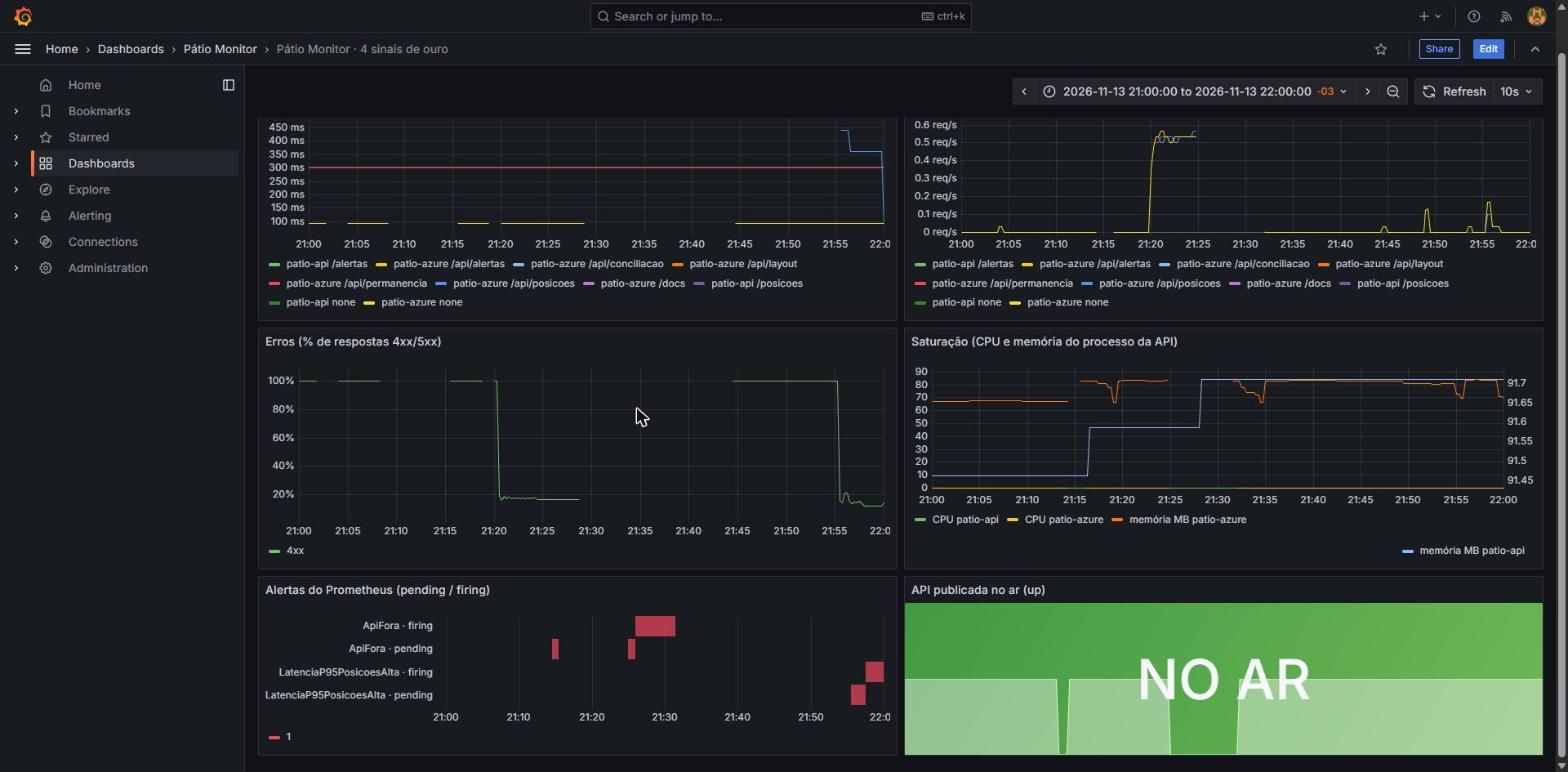 Search or jump to...
ctrl+k
Home › Dashboards › Pátio Monitor › Pátio Monitor · 4 sinais de ouro
Share
Edit
Home
Bookmarks
Starred
Dashboards
Explore
Alerting
Connections
Administration
2026-11-13 21:00:00 to 2026-11-13 22:00:00 -03
Refresh
10s
450 ms
400 ms
350 ms
300 ms
250 ms
200 ms
150 ms
100 ms
21:00 21:05 21:10 21:15 21:20 21:25 21:30 21:35 21:40 21:45 21:50 21:55 22:0
patio-api /alertas patio-azure /api/alertas patio-azure /api/conciliacao patio-azure /api/layout
patio-azure /api/permanencia patio-azure /api/posicoes patio-azure /docs patio-api /posicoes
patio-api none patio-azure none
0.6 req/s
0.5 req/s
0.4 req/s
0.3 req/s
0.2 req/s
0.1 req/s
0 req/s
21:00 21:05 21:10 21:15 21:20 21:25 21:30 21:35 21:40 21:45 21:50 21:55 22:0
patio-api /alertas patio-azure /api/alertas patio-azure /api/conciliacao patio-azure /api/layout
patio-azure /api/permanencia patio-azure /api/posicoes patio-azure /docs patio-api /posicoes
patio-api none patio-azure none
Erros (% de respostas 4xx/5xx)
100%
80%
60%
40%
20%
21:00 21:05 21:10 21:15 21:20 21:25 21:30 21:35 21:40 21:45 21:50 21:55 22:0
4xx
Saturação (CPU e memória do processo da API)
90
80
70
60
50
40
30
20
10
0
91.7
91.65
91.6
91.55
91.5
91.45
21:00 21:05 21:10 21:15 21:20 21:25 21:30 21:35 21:40 21:45 21:50 21:55 22:00
CPU patio-api CPU patio-azure memória MB patio-azure
memória MB patio-api
Alertas do Prometheus (pending / firing)
ApiFora · firing
ApiFora · pending
LatenciaP95PosicoesAlta · firing
LatenciaP95PosicoesAlta · pending
21:00 21:10 21:20 21:30 21:40 21:50 22:0
1
API publicada no ar (up)
NO AR